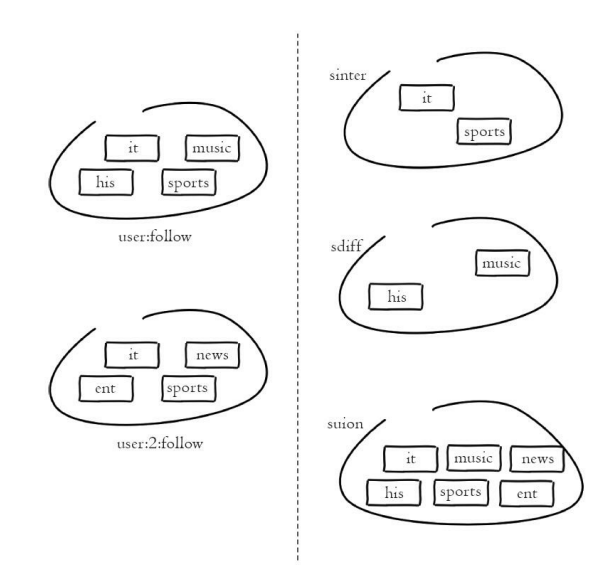 it music
his sports
user:follow
it news
ent sports
user:2:follow
sinter
it
sports
sdiff
music
his
suion
it music news
his sports ent